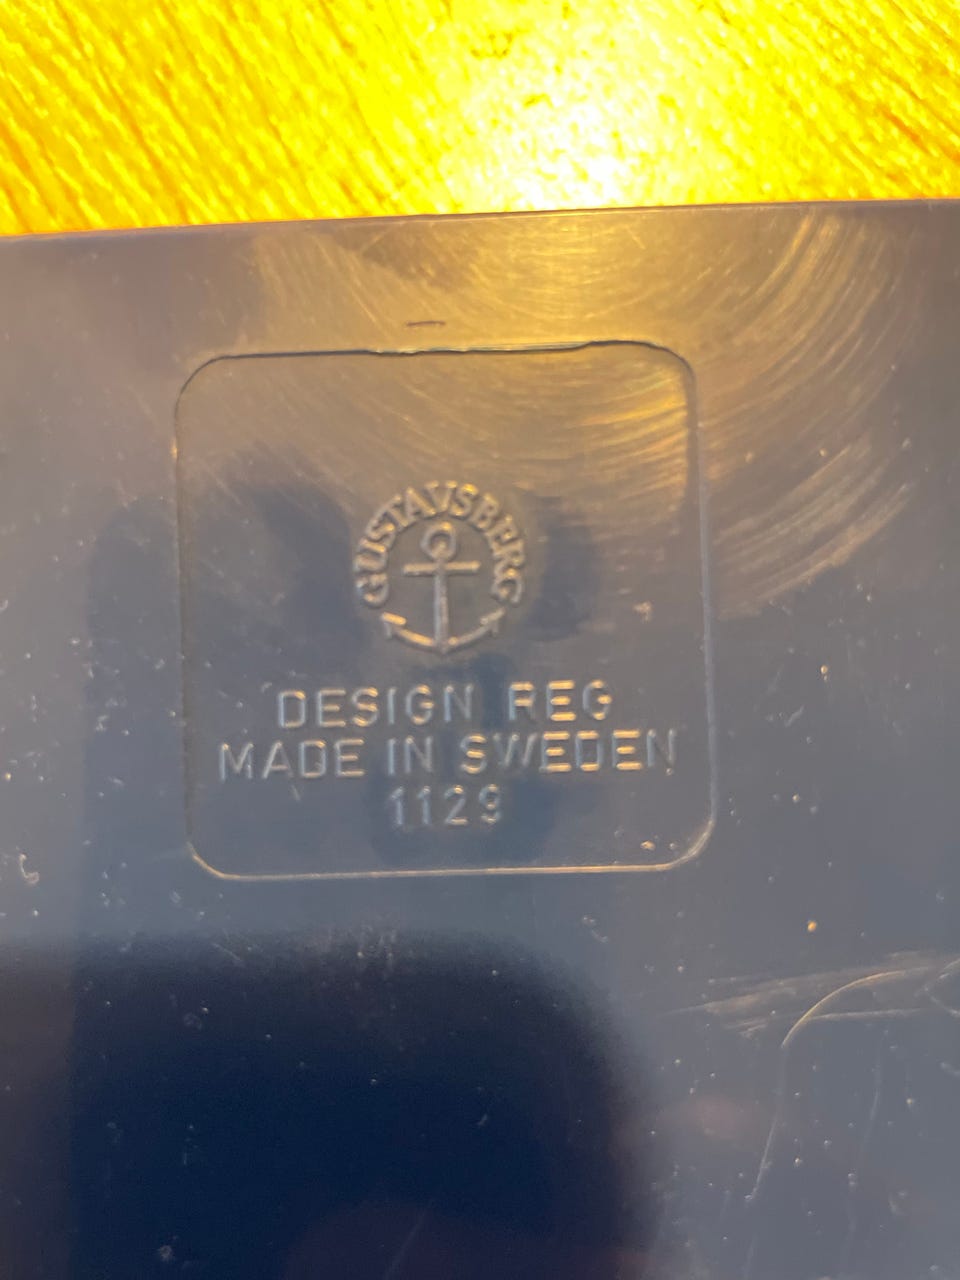 GUSTAVSBERG
DESIGN REG
MADE IN SWEDEN
1129